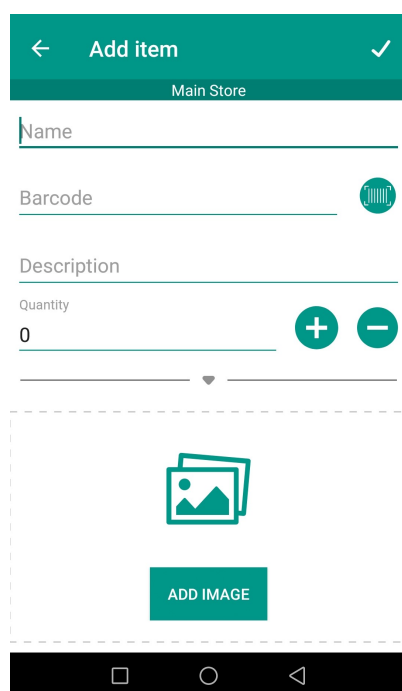 Add item
Main Store
Name
Barcode
Description
Quantity
0
ADD IMAGE